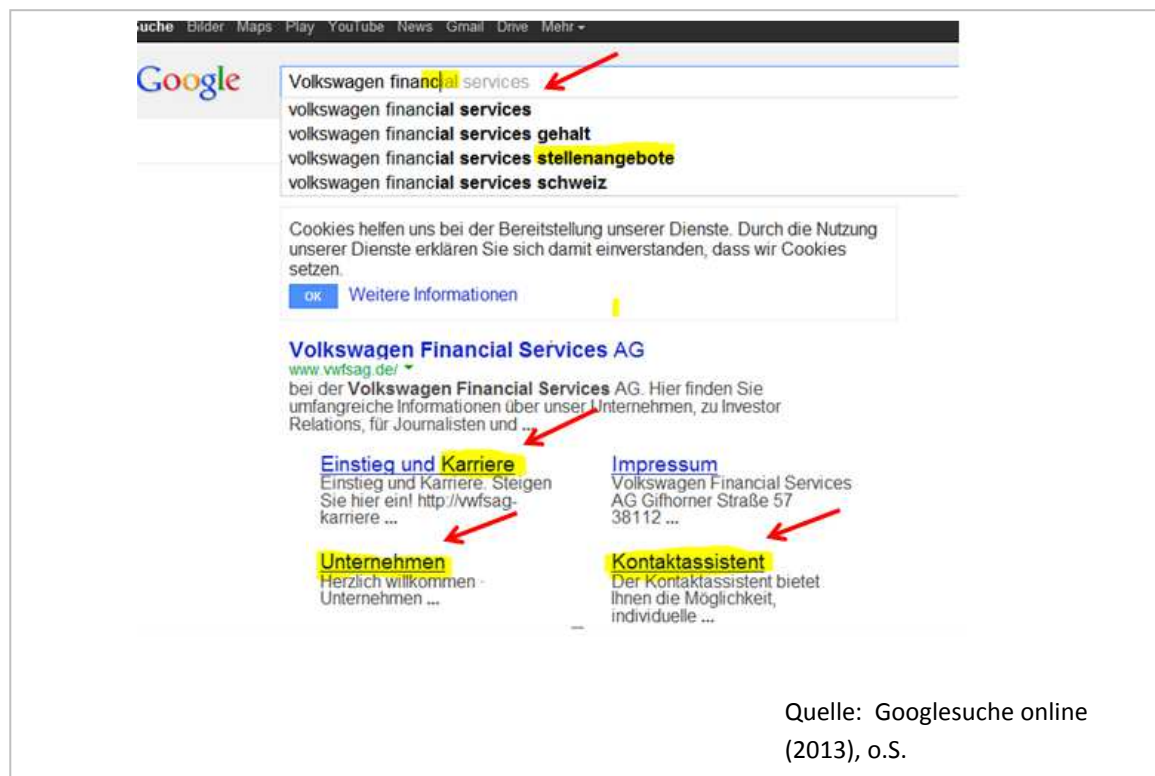 uche Bilder Maps Play YouTube News Gmail Drive Mehr
Google
Volkswagen financial services
volkswagen financial services
volkswagen financial services gehalt
volkswagen financial services stellenangebote
volkswagen financial services schweiz
Cookies helfen uns bei der Bereitstellung unserer Dienste. Durch die Nutzung
unserer Dienste erklären Sie sich damit einverstanden, dass wir Cookies
setzen.
OK Weitere Informationen
Volkswagen Financial Services AG
www.vwfsag.de/
bei der Volkswagen Financial Services AG. Hier finden Sie
umfangreiche Informationen über unser Unternehmen, zu Investor
Relations, für Journalisten und ...
Einstieg und Karriere
Einstieg und Karriere. Steigen
Sie hier ein! http://vwfsag-
karriere ...
Impressum
Volkswagen Financial Services
AG Gifhorner Straße 57
38112 ...
Unternehmen
Herzlich willkommen ·
Unternehmen ...
Kontaktassistent
Der Kontaktassistent bietet
Ihnen die Möglichkeit,
individuelle ...
Quelle: Googlesuche online
(2013), o.S.